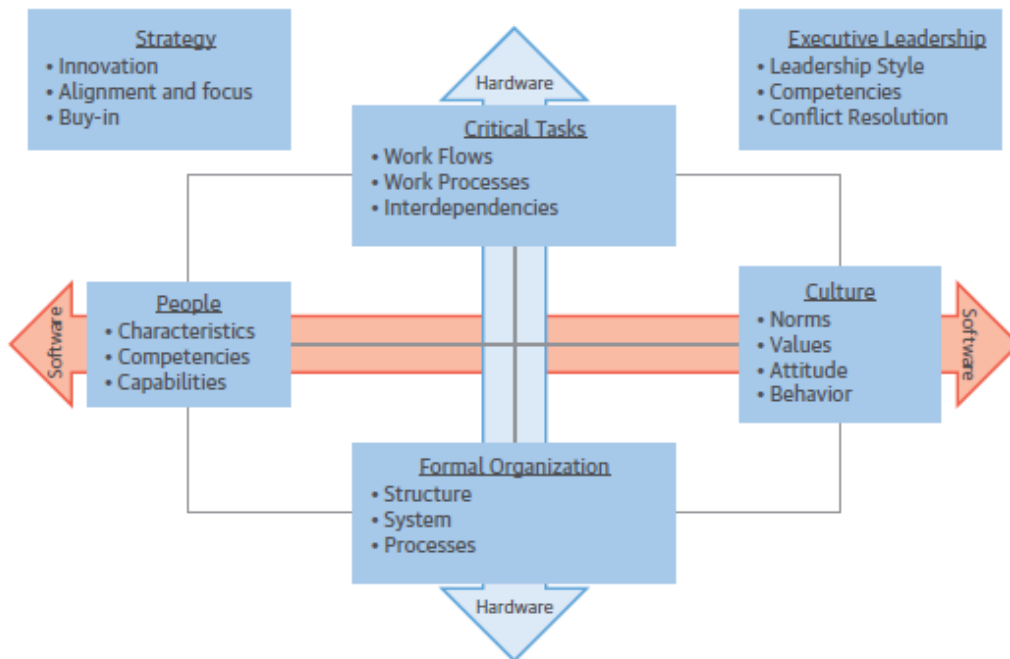 Strategy
• Innovation
• Alignment and focus
• Buy-in
Hardware
Executive Leadership
• Leadership Style
• Competencies
• Conflict Resolution
Critical Tasks
• Work Flows
• Work Processes
• Interdependencies
Software
People
• Characteristics
• Competencies
• Capabilities
Culture
• Norms
• Values
• Attitude
• Behavior
Software
Formal Organization
• Structure
• System
• Processes
Hardware